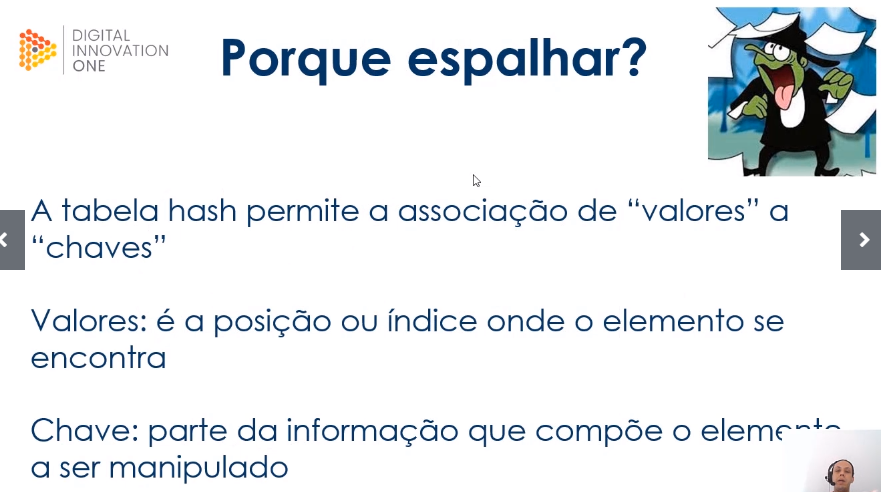 DIGITAL
INNOVATION
ONE
Porque espalhar?
A tabela hash permite a associação de “valores” a
“chaves”
Valores: é a posição ou índice onde o elemento se
encontra
Chave: parte da informação que compõe o elemento
a ser manipulado